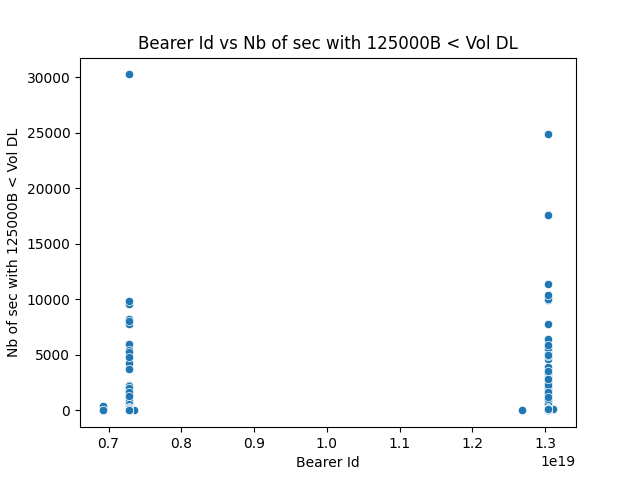 Bearer Id vs Nb of sec with 125000B < Vol DL
Nb of sec with 125000B < Vol DL
30000
25000
20000
15000
10000
5000
0
0.7 0.8 0.9 1.0 1.1 1.2 1.3
1e19
Bearer Id